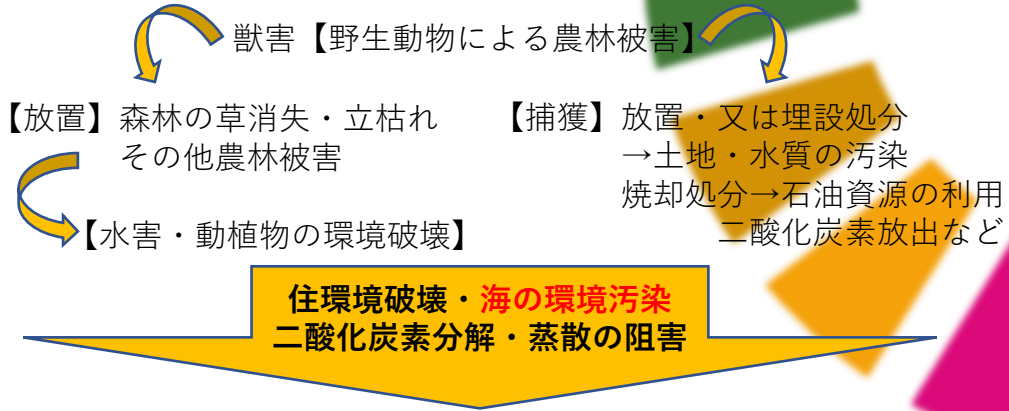 獣害【野生動物による農林被害】
【放置】森林の草消失・立枯れ
その他農林被害
【水害・動植物の環境破壊】
【捕獲】放置・又は埋設処分
→土地・水質の汚染
焼却処分→石油資源の利用
二酸化炭素放出など
住環境破壊・海の環境汚染
二酸化炭素分解・蒸散の阻害